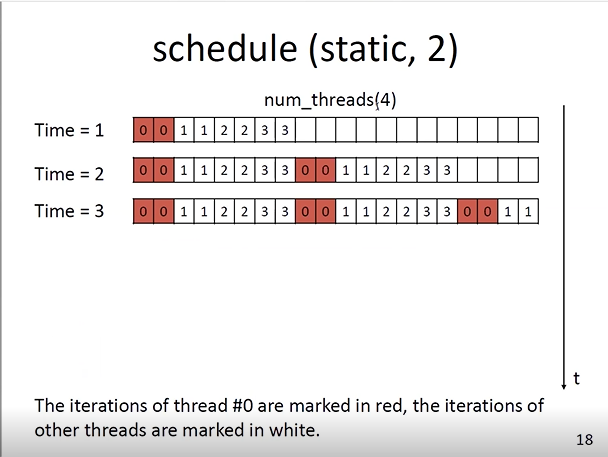 schedule (static, 2)
num_threads(4)
Time = 1 0 0 1 1 2 2 3 3
Time = 2 0 0 1 1 2 2 3 3 0 0 1 1 2 2 3 3
Time = 3 0 0 1 1 2 2 3 3 0 0 1 1 2 2 3 3 0 0 1 1
t
The iterations of thread #0 are marked in red, the iterations of
other threads are marked in white.
18